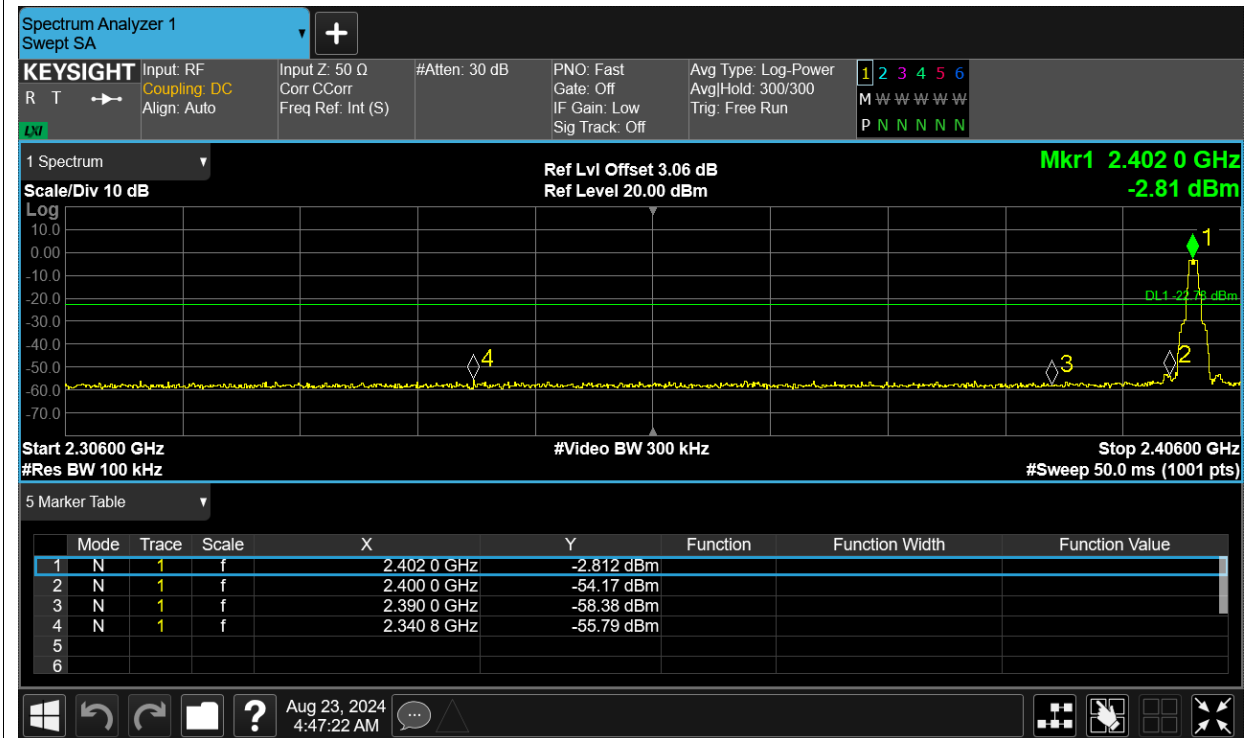 Spectrum Analyzer 1
Swept SA
+
KEYSIGHT Input: RF Input Z: 50 Ω #Atten: 30 dB PNO: Fast Avg Type: Log-Power 1 2 3 4 5 6
R T Coupling: DC Corr CCorr Gate: Off Avg|Hold: 300/300 M W W W W W W
Align: Auto Freq Ref: Int (S) IF Gain: Low Trig: Free Run P N N N N N N
LXI Sig Track: Off
1 Spectrum
Ref Lvl Offset 3.06 dB Mkr1 2.402 0 GHz
Scale/Div 10 dB Ref Level 20.00 dBm -2.81 dBm
Log
10.0
0.00
-10.0
-20.0
-30.0
-40.0
-50.0
-60.0
-70.0
1
DL1 -22.78 dBm
4
3
2
Start 2.30600 GHz #Video BW 300 kHz Stop 2.40600 GHz
#Res BW 100 kHz #Sweep 50.0 ms (1001 pts)
5 Marker Table
Mode Trace Scale X Y Function Function Width Function Value
1 N 1 f 2.402 0 GHz -2.812 dBm
2 N 1 f 2.400 0 GHz -54.17 dBm
3 N 1 f 2.390 0 GHz -58.38 dBm
4 N 1 f 2.340 8 GHz -55.79 dBm
5
6
? Aug 23, 2024
4:47:22 AM